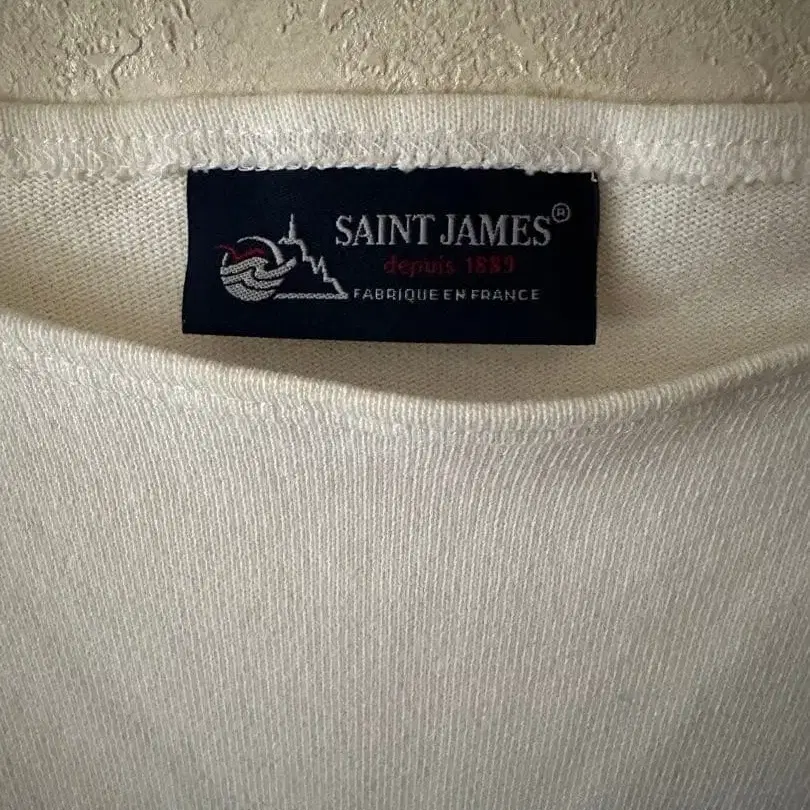 SAINT JAMES®
depuis 1889
FABRIQUE EN FRANCE